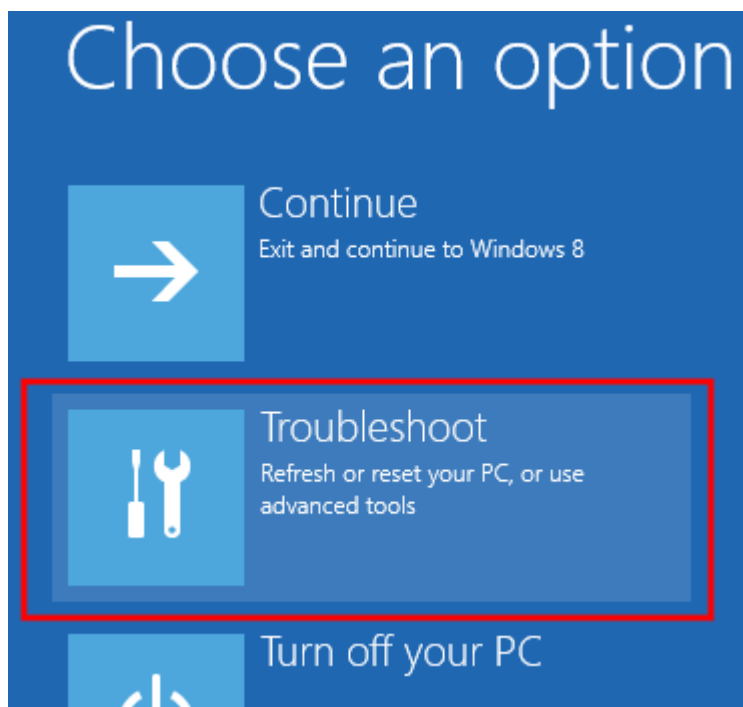 Choose an option
Continue
Exit and continue to Windows 8
Troubleshoot
Refresh or reset your PC, or use
advanced tools
Turn off your PC